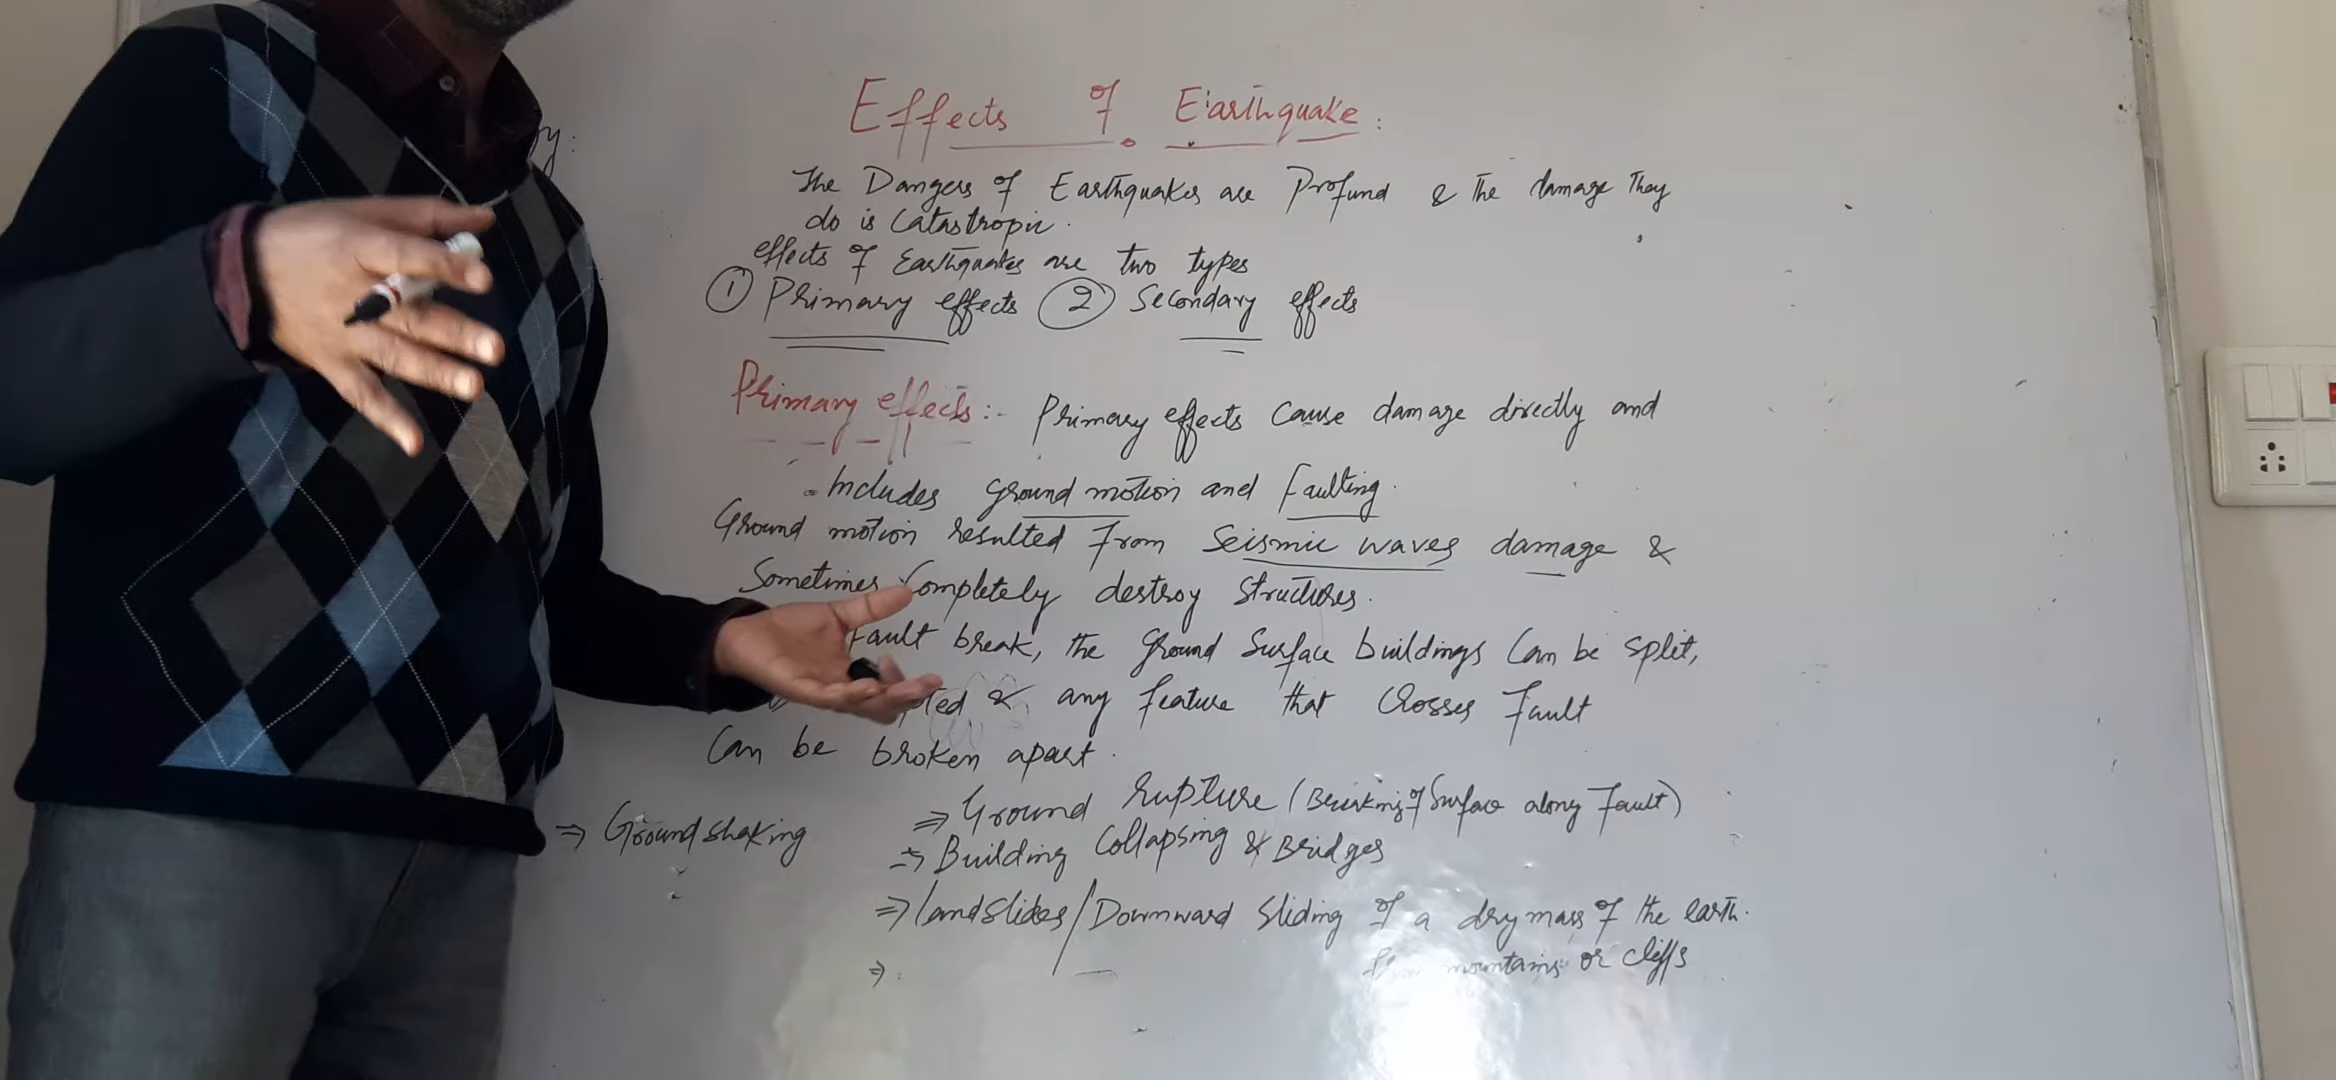 Effects of Earthquake :
The Dangers of Earthquakes are Profund & The damage They
do is Catastropic.
effects of Earthquakes are two types
① Primary effects ② Secondary effects
Primary effects :- Primary effects cause damage directly and
Includes ground motion and Faulting.
Ground motion resulted from Seismic waves damage &
Sometimes Completely destroy Structures.
Fault break, the ground Surface buildings Can be split,
& any feature that Crosses Fault
Can be broken apart.
⇒ Ground shaking
⇒ Ground rupture (Breaking of Surface along Fault)
⇒ Building Collapsing & Bridges
⇒ landslides / Downward Sliding of a dry mass of the earth.
from mountains or cliffs
⇒